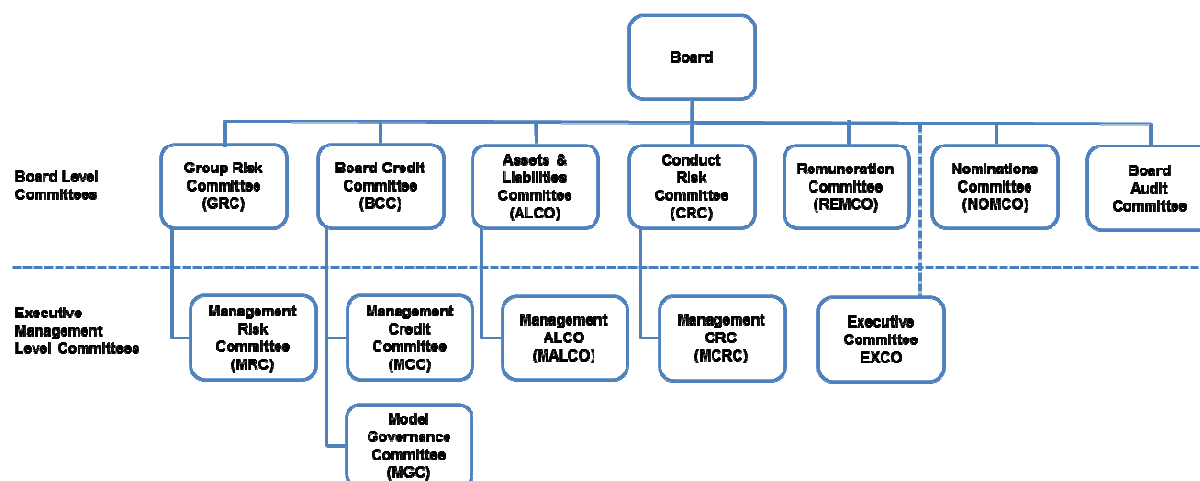 Board
Board Level
Committees
Group Risk
Committee
(GRC)
Board Credit
Committee
(BCC)
Assets &
Liabilities
Committee
(ALCO)
Conduct
Risk
Committee
(CRC)
Remuneration
Committee
(REMCO)
Nominations
Committee
(NOMCO)
Board
Audit
Committee
Executive
Management
Level Committees
Management
Risk
Committee
(MRC)
Management
Credit
Committee
(MCC)
Management
ALCO
(MALCO)
Management
CRC
(MCRC)
Executive
Committee
EXCO
Model
Governance
Committee
(MGC)